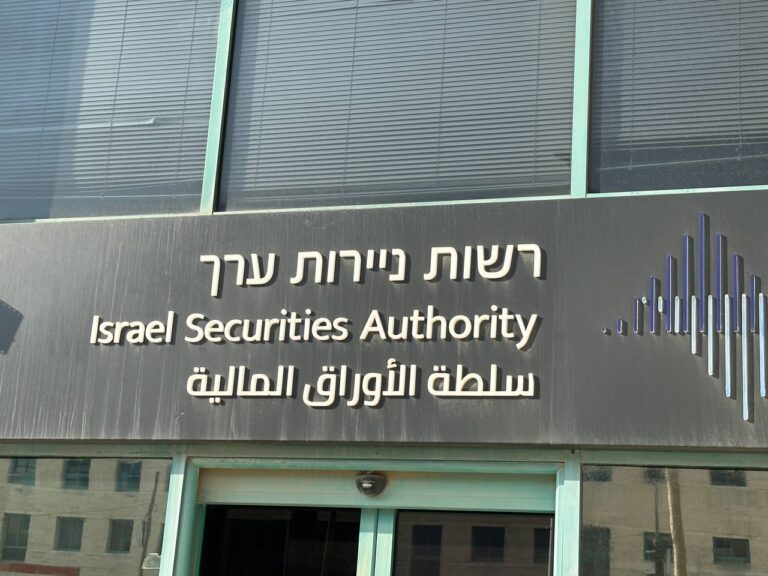 רשות ניירות ערך
Israel Securities Authority
سلطة الأوراق المالية